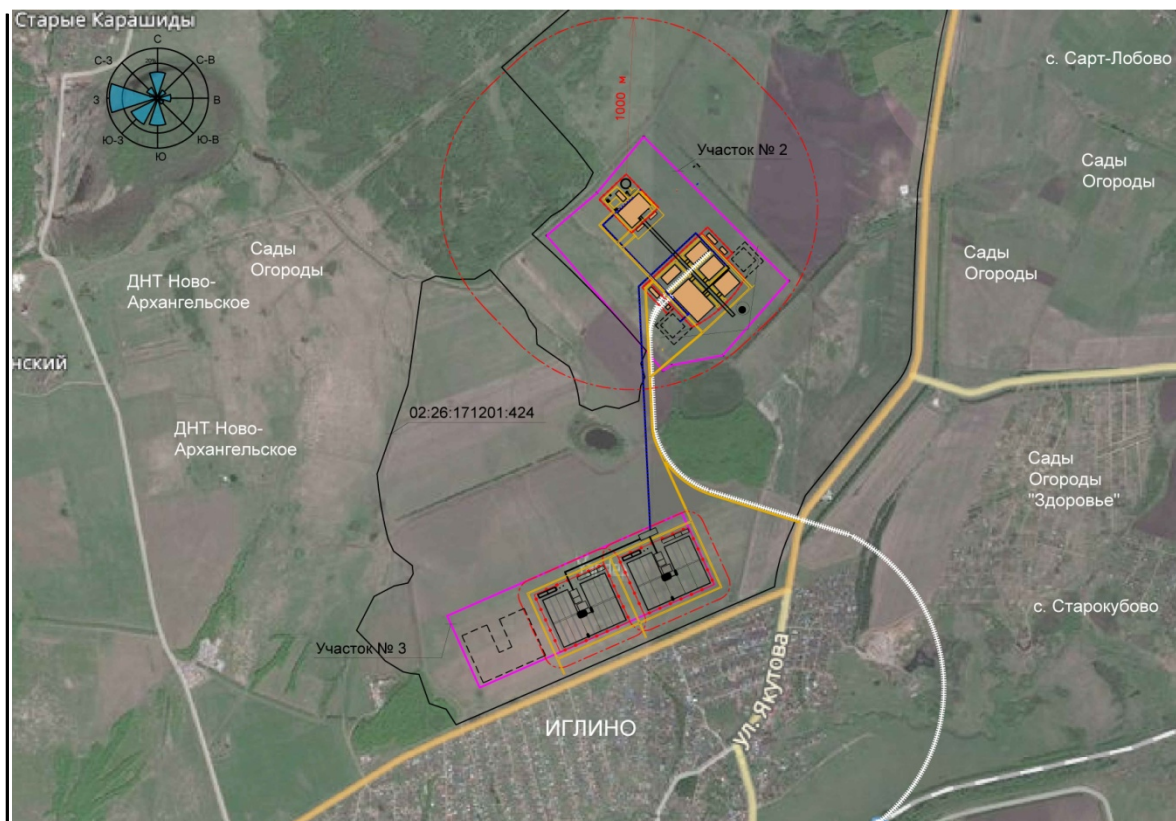 Старые Карашиды
С
С-З
С-В
З
В
Ю-З
Ю-В
Ю
1000 м
с. Сарт-Лобово
Участок № 2
Сады
Огороды
Сады
Огороды
Сады
Огороды
ДНТ Ново-
Архангельское
нский
02:26:171201:424
ДНТ Ново-
Архангельское
Сады
Огороды
"Здоровье"
с. Старокубово
Участок № 3
ул. Якутова
ИГЛИНО